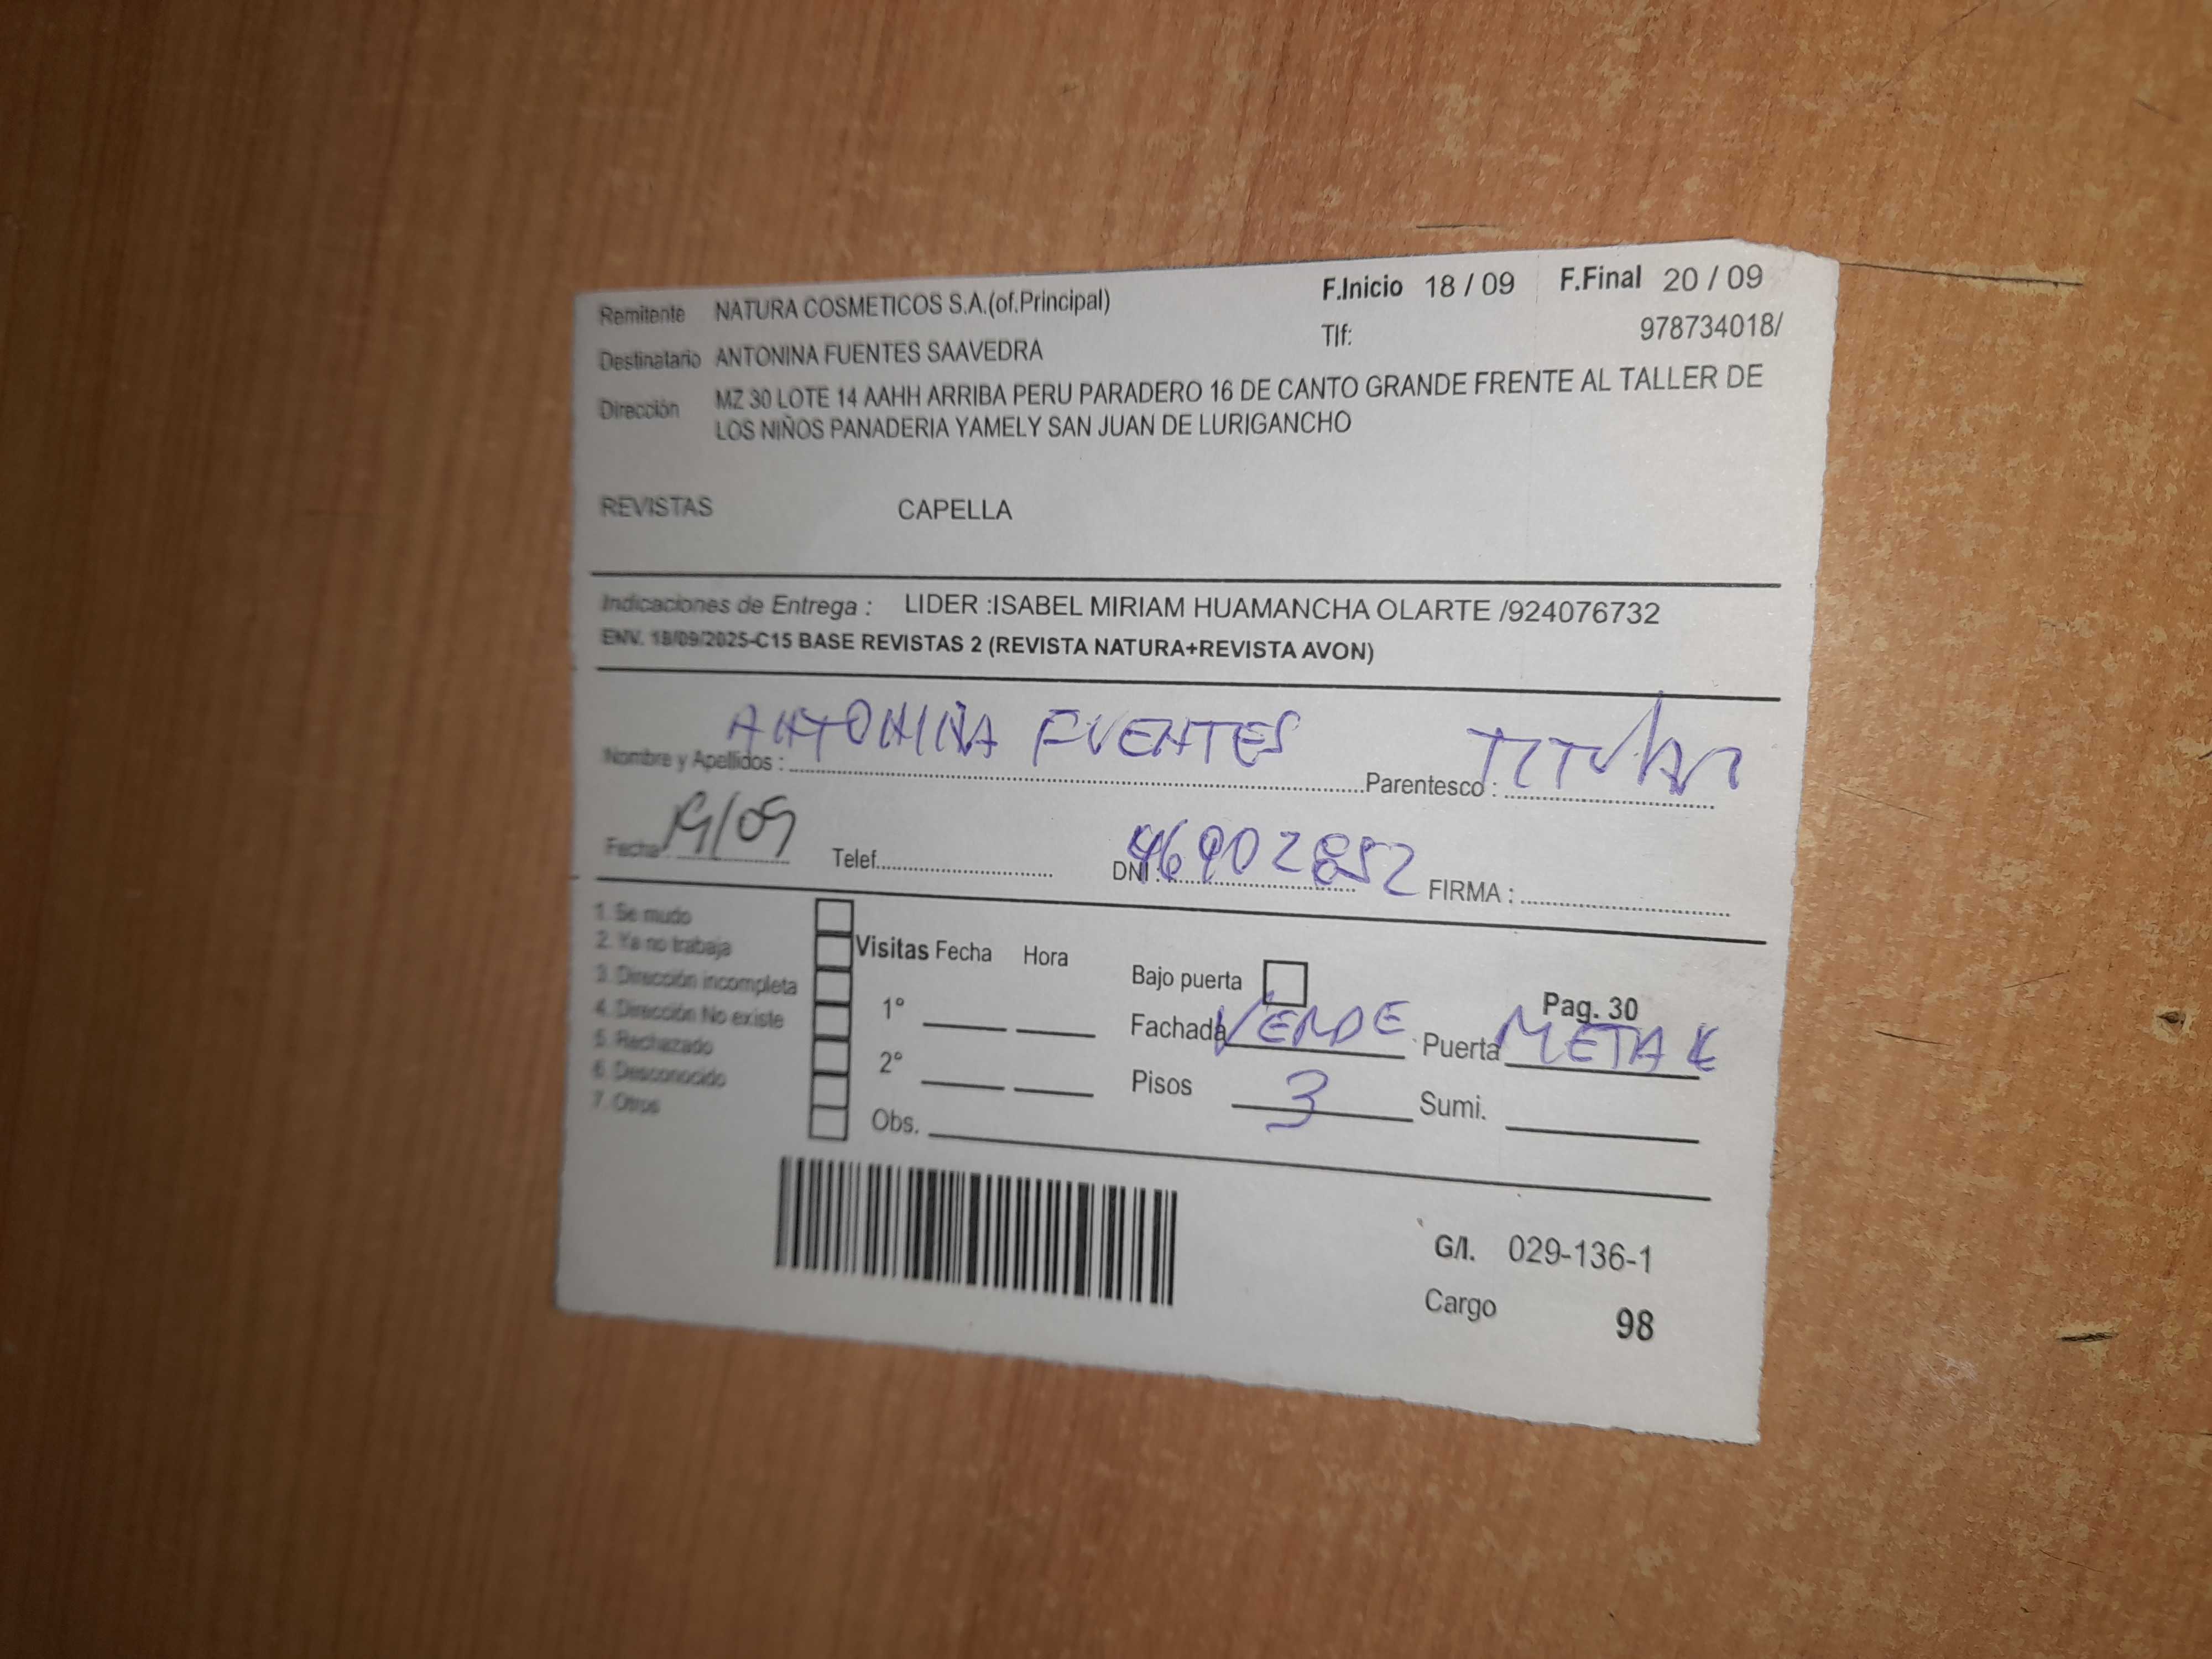 Remitente NATURA COSMETICOS S.A.(of.Principal) F.Inicio 18 / 09 F.Final 20 / 09
Destinatario ANTONINA FUENTES SAAVEDRA Tlf: 978734018/
Dirección MZ 30 LOTE 14 AAHH ARRIBA PERU PARADERO 16 DE CANTO GRANDE FRENTE AL TALLER DE
LOS NIÑOS PANADERIA YAMELY SAN JUAN DE LURIGANCHO
REVISTAS CAPELLA
Indicaciones de Entrega : LIDER :ISABEL MIRIAM HUAMANCHA OLARTE /924076732
ENV. 18/09/2025-C15 BASE REVISTAS 2 (REVISTA NATURA+REVISTA AVON)
Nombre y Apellidos : ANTONINA FUENTES Parentesco : TITULAR
Fecha 19/09 Telef. DNI : 46902852 FIRMA :
1. Se mudo
2. Ya no trabaja
3. Dirección incompleta
4. Dirección No existe
5. Rechazado
6. Desconocido
7. Otros
Visitas Fecha Hora
1°
2°
Obs.
Bajo puerta Pag. 30
Fachada VERDE Puerta METAL
Pisos 3 Sumi.
G/I. 029-136-1
Cargo 98